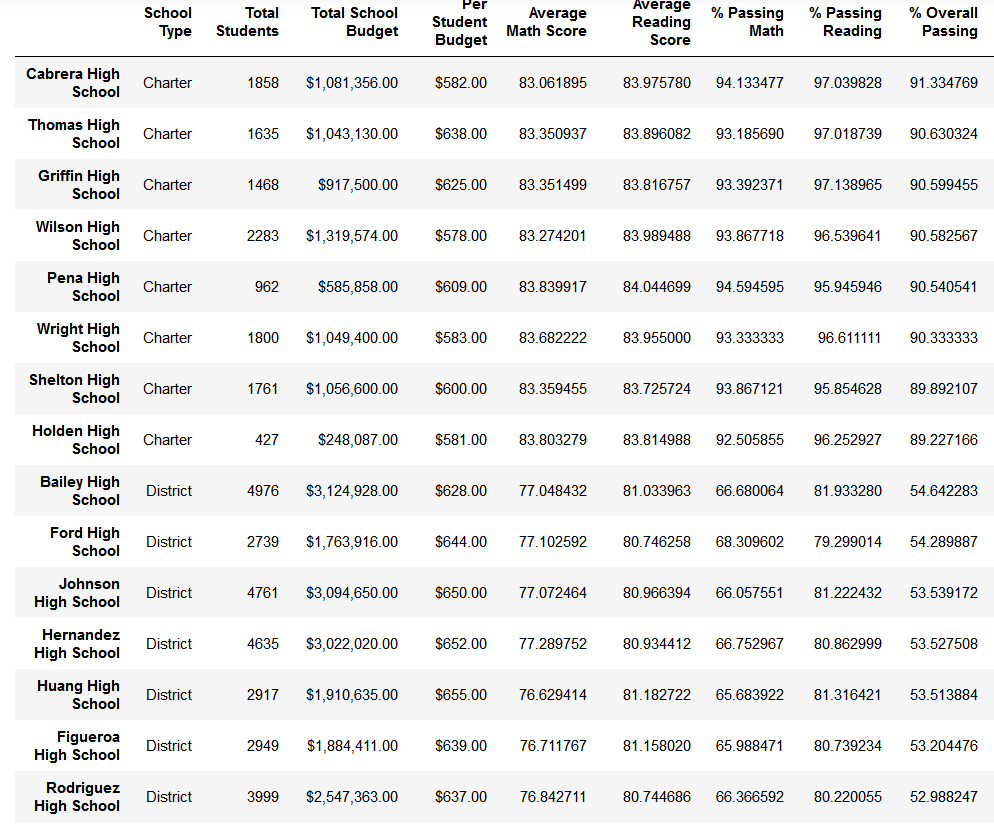 School Type Total Students Total School Budget Per Student Budget Average Math Score Average Reading Score % Passing Math % Passing Reading % Overall Passing
Cabrera High School Charter 1858 $1,081,356.00 $582.00 83.061895 83.975780 94.133477 97.039828 91.334769
Thomas High School Charter 1635 $1,043,130.00 $638.00 83.350937 83.896082 93.185690 97.018739 90.630324
Griffin High School Charter 1468 $917,500.00 $625.00 83.351499 83.816757 93.392371 97.138965 90.599455
Wilson High School Charter 2283 $1,319,574.00 $578.00 83.274201 83.989488 93.867718 96.539641 90.582567
Pena High School Charter 962 $585,858.00 $609.00 83.839917 84.044699 94.594595 95.945946 90.540541
Wright High School Charter 1800 $1,049,400.00 $583.00 83.682222 83.955000 93.333333 96.611111 90.333333
Shelton High School Charter 1761 $1,056,600.00 $600.00 83.359455 83.725724 93.867121 95.854628 89.892107
Holden High School Charter 427 $248,087.00 $581.00 83.803279 83.814988 92.505855 96.252927 89.227166
Bailey High School District 4976 $3,124,928.00 $628.00 77.048432 81.033963 66.680064 81.933280 54.642283
Ford High School District 2739 $1,763,916.00 $644.00 77.102592 80.746258 68.309602 79.299014 54.289887
Johnson High School District 4761 $3,094,650.00 $650.00 77.072464 80.966394 66.057551 81.222432 53.539172
Hernandez High School District 4635 $3,022,020.00 $652.00 77.289752 80.934412 66.752967 80.862999 53.527508
Huang High School District 2917 $1,910,635.00 $655.00 76.629414 81.182722 65.683922 81.316421 53.513884
Figueroa High School District 2949 $1,884,411.00 $639.00 76.711767 81.158020 65.988471 80.739234 53.204476
Rodriguez High School District 3999 $2,547,363.00 $637.00 76.842711 80.744686 66.366592 80.220055 52.988247